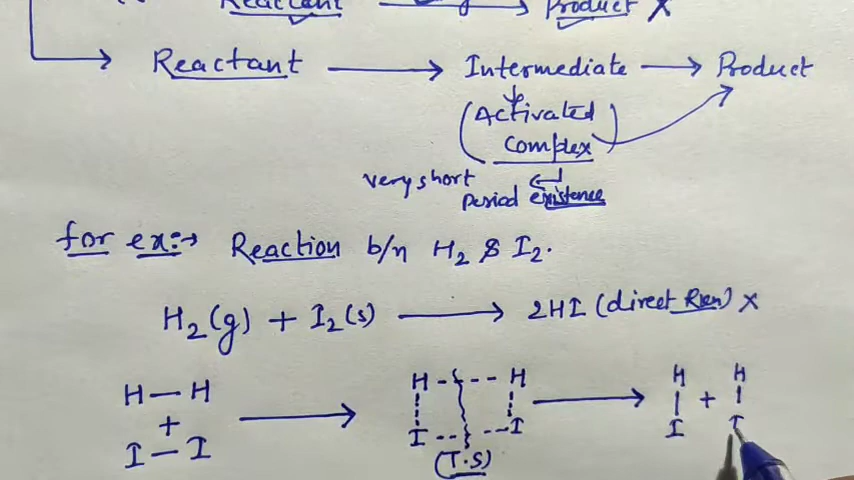 Reactant Product X
Reactant → Intermediate → Product
(Activated
complex)
very short
period existence
for ex:→ Reaction b/n H₂ & I₂.
H₂(g) + I₂(s) → 2HI (direct Rxn) X
H—H → H---H → H + H
+ | |
I—I I---I I I
(T.S)